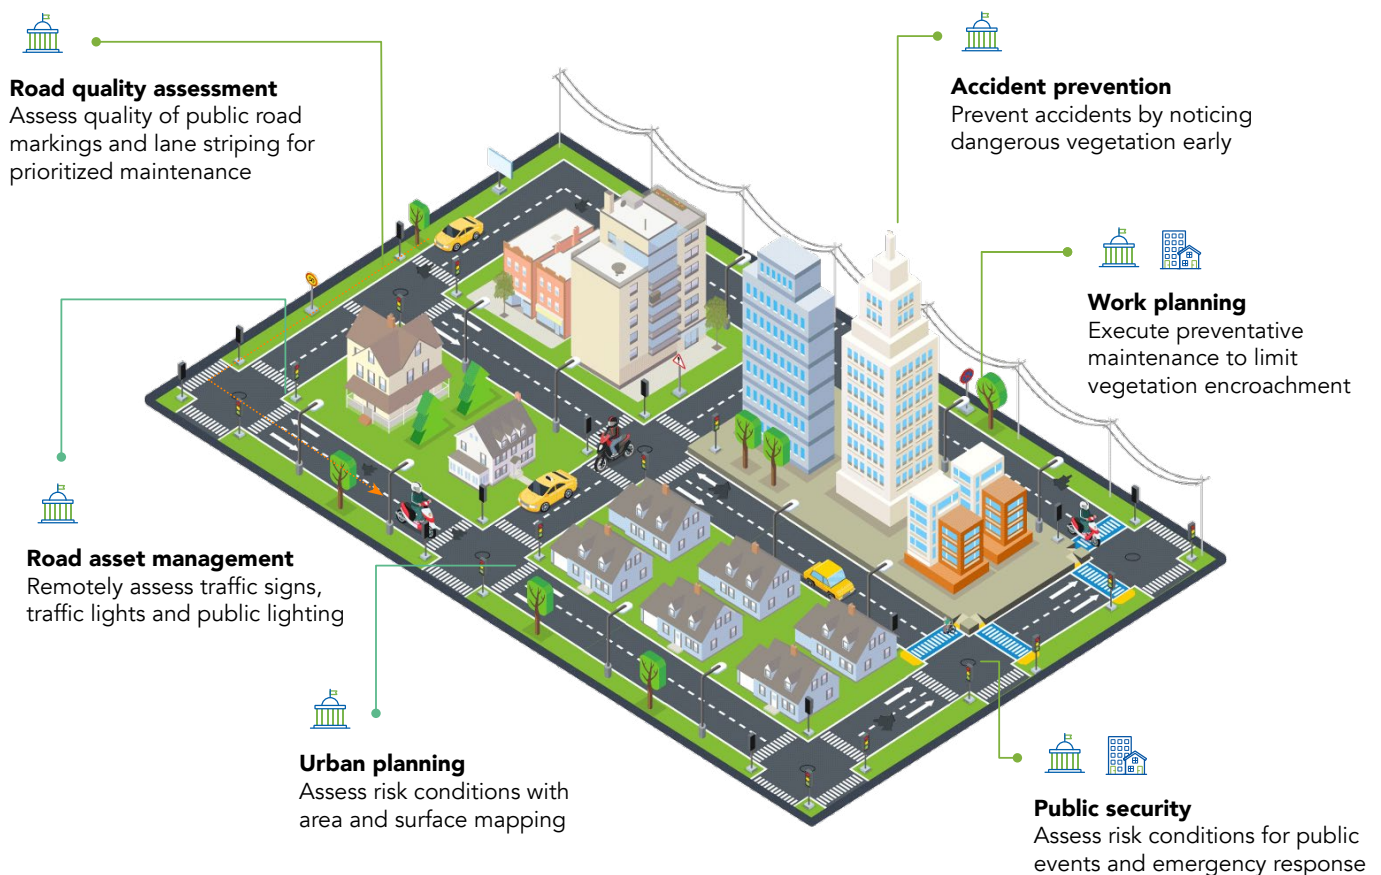 Road quality assessment
Assess quality of public road
markings and lane striping for
prioritized maintenance
Accident prevention
Prevent accidents by noticing
dangerous vegetation early
Work planning
Execute preventative
maintenance to limit
vegetation encroachment
Road asset management
Remotely assess traffic signs,
traffic lights and public lighting
Urban planning
Assess risk conditions with
area and surface mapping
Public security
Assess risk conditions for public
events and emergency response